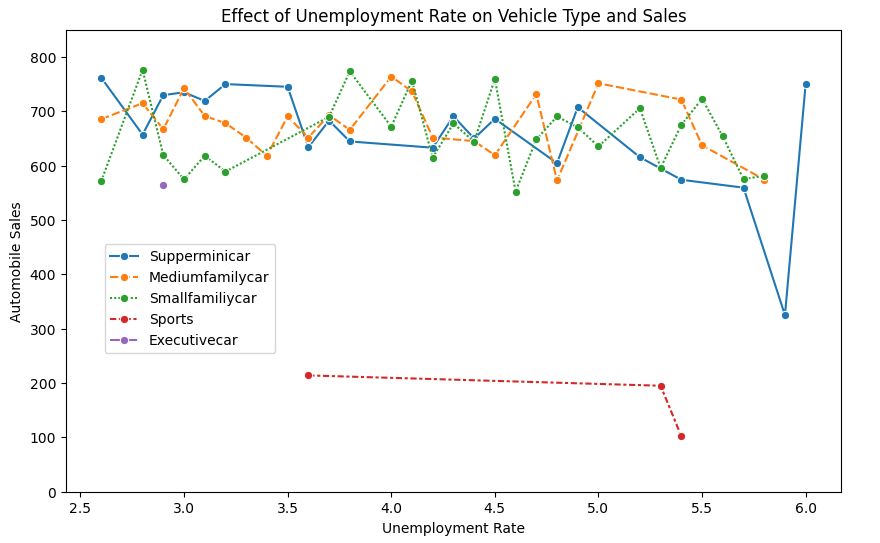 Effect of Unemployment Rate on Vehicle Type and Sales
800
700
600
500
400
300
200
100
0
Automobile Sales
Supperminicar
Mediumfamilycar
Smallfamiliycar
Sports
Executivecar
2.5 3.0 3.5 4.0 4.5 5.0 5.5 6.0
Unemployment Rate